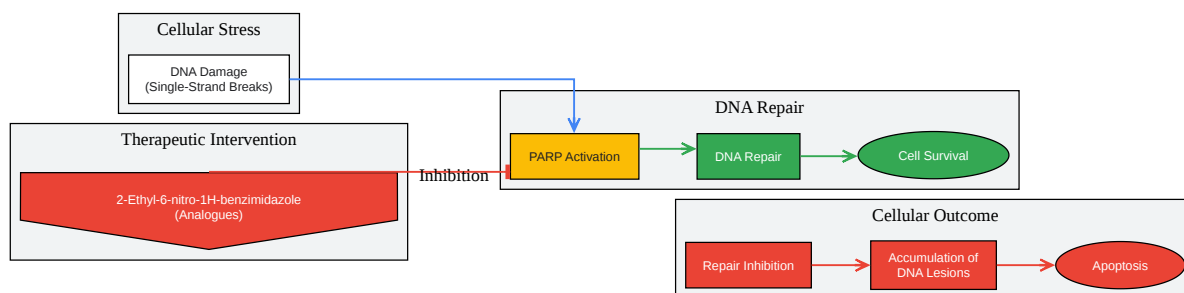 Cellular Stress
DNA Damage
(Single-Strand Breaks)
Therapeutic Intervention
2-Ethyl-6-nitro-1H-benzimidazole
(Analogues)
Inhibition
DNA Repair
PARP Activation
DNA Repair
Cell Survival
Cellular Outcome
Repair Inhibition
Accumulation of
DNA Lesions
Apoptosis